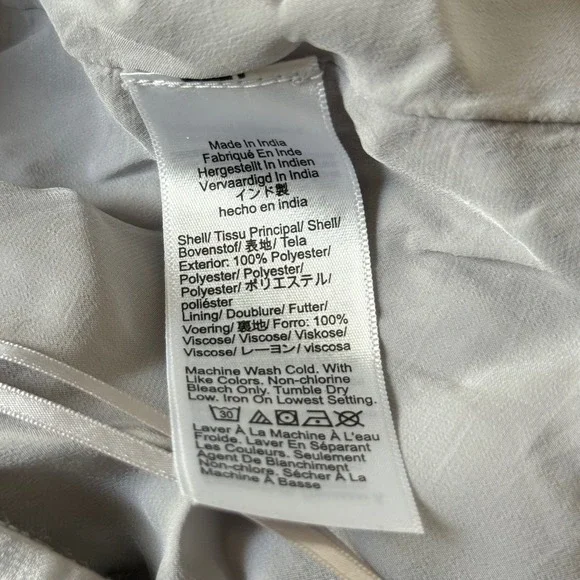 Made In India
Fabriqué En Inde
Hergestellt In Indien
Vervaardigd In India
インド製
hecho en india
Shell/ Tissu Principal/ Shell/
Bovenstof/ 表地/ Tela
Exterior: 100% Polyester/
Polyester/ Polyester/
Polyester/ ポリエステル/
poliéster
Lining/ Doublure/ Futter/
Voering/ 裏地/ Forro: 100%
Viscose/ Viscose/ Viskose/
Viscose/ レーヨン/ viscosa
Machine Wash Cold. With
Like Colors. Non-chlorine
Bleach Only. Tumble Dry
Low. Iron On Lowest Setting.
30
Laver À La Machine À L'eau
Froide. Laver En Séparant
Les Couleurs. Seulement
Agent De Blanchiment
Non-chlore. Sécher À La
Machine À Basse